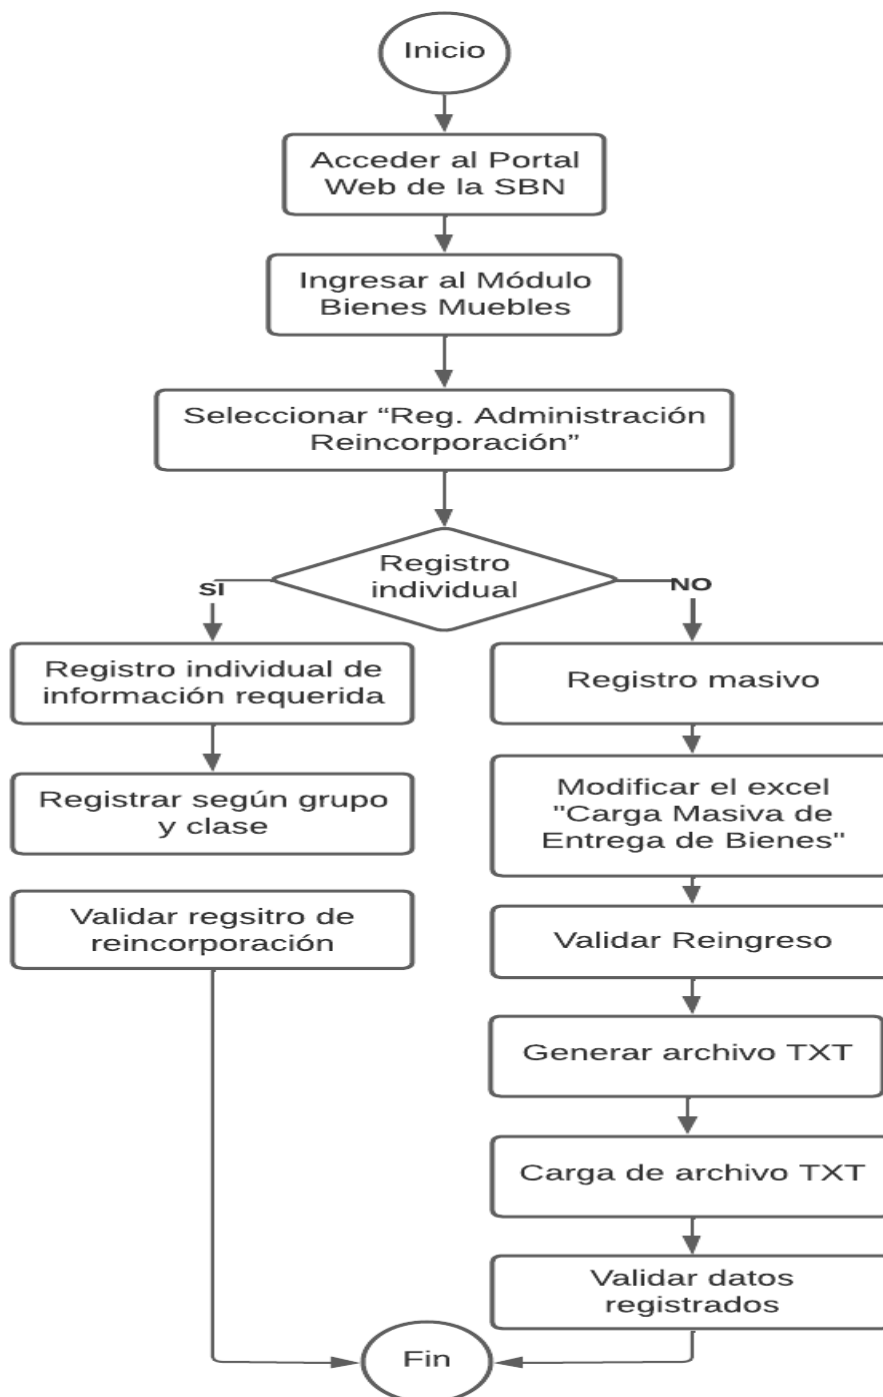 Inicio
Acceder al Portal
Web de la SBN
Ingresar al Módulo
Bienes Muebles
Seleccionar “Reg. Administración
Reincorporación”
Registro
individual
SI
NO
Registro individual de
información requerida
Registrar según grupo
y clase
Validar regsitro de
reincorporación
Registro masivo
Modificar el excel
"Carga Masiva de
Entrega de Bienes"
Validar Reingreso
Generar archivo TXT
Carga de archivo TXT
Validar datos
registrados
Fin